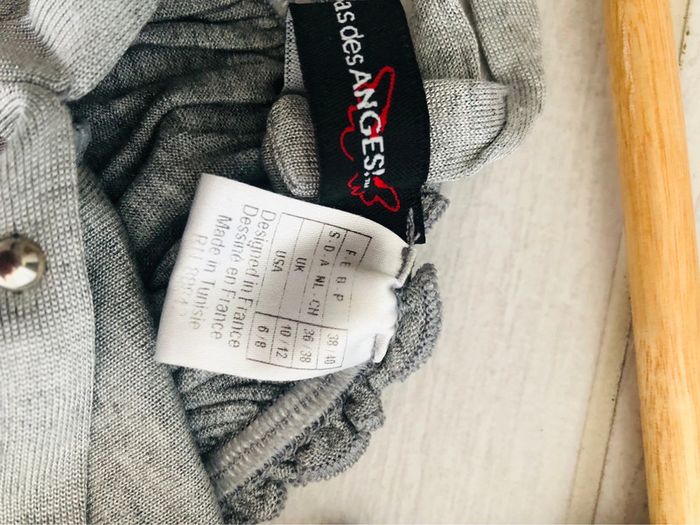 as des ANGES!™
F . E . B . P 38 / 40
S . D . A . NL . CH 36 / 38
UK 10 / 12
USA 6 / 8
Designed in France
Dessiné en France
Made in Tunisie